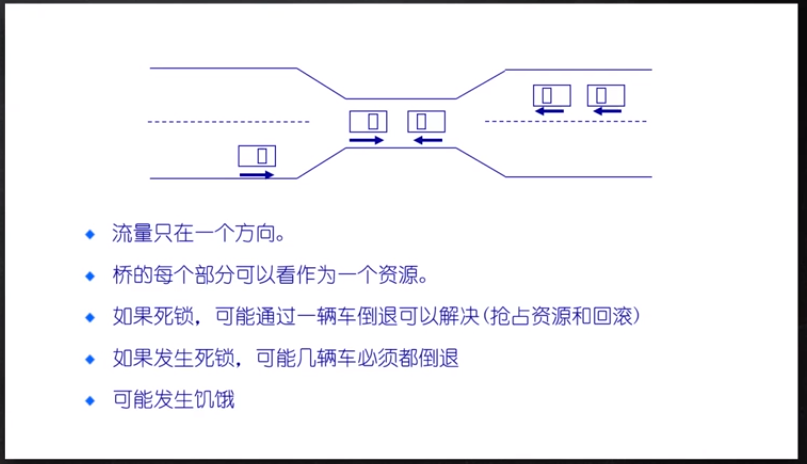 流量只在一个方向。
桥的每个部分可以看作为一个资源。
如果死锁，可能通过一辆车倒退可以解决(抢占资源和回滚)
如果发生死锁，可能几辆车必须都倒退
可能发生饥饿